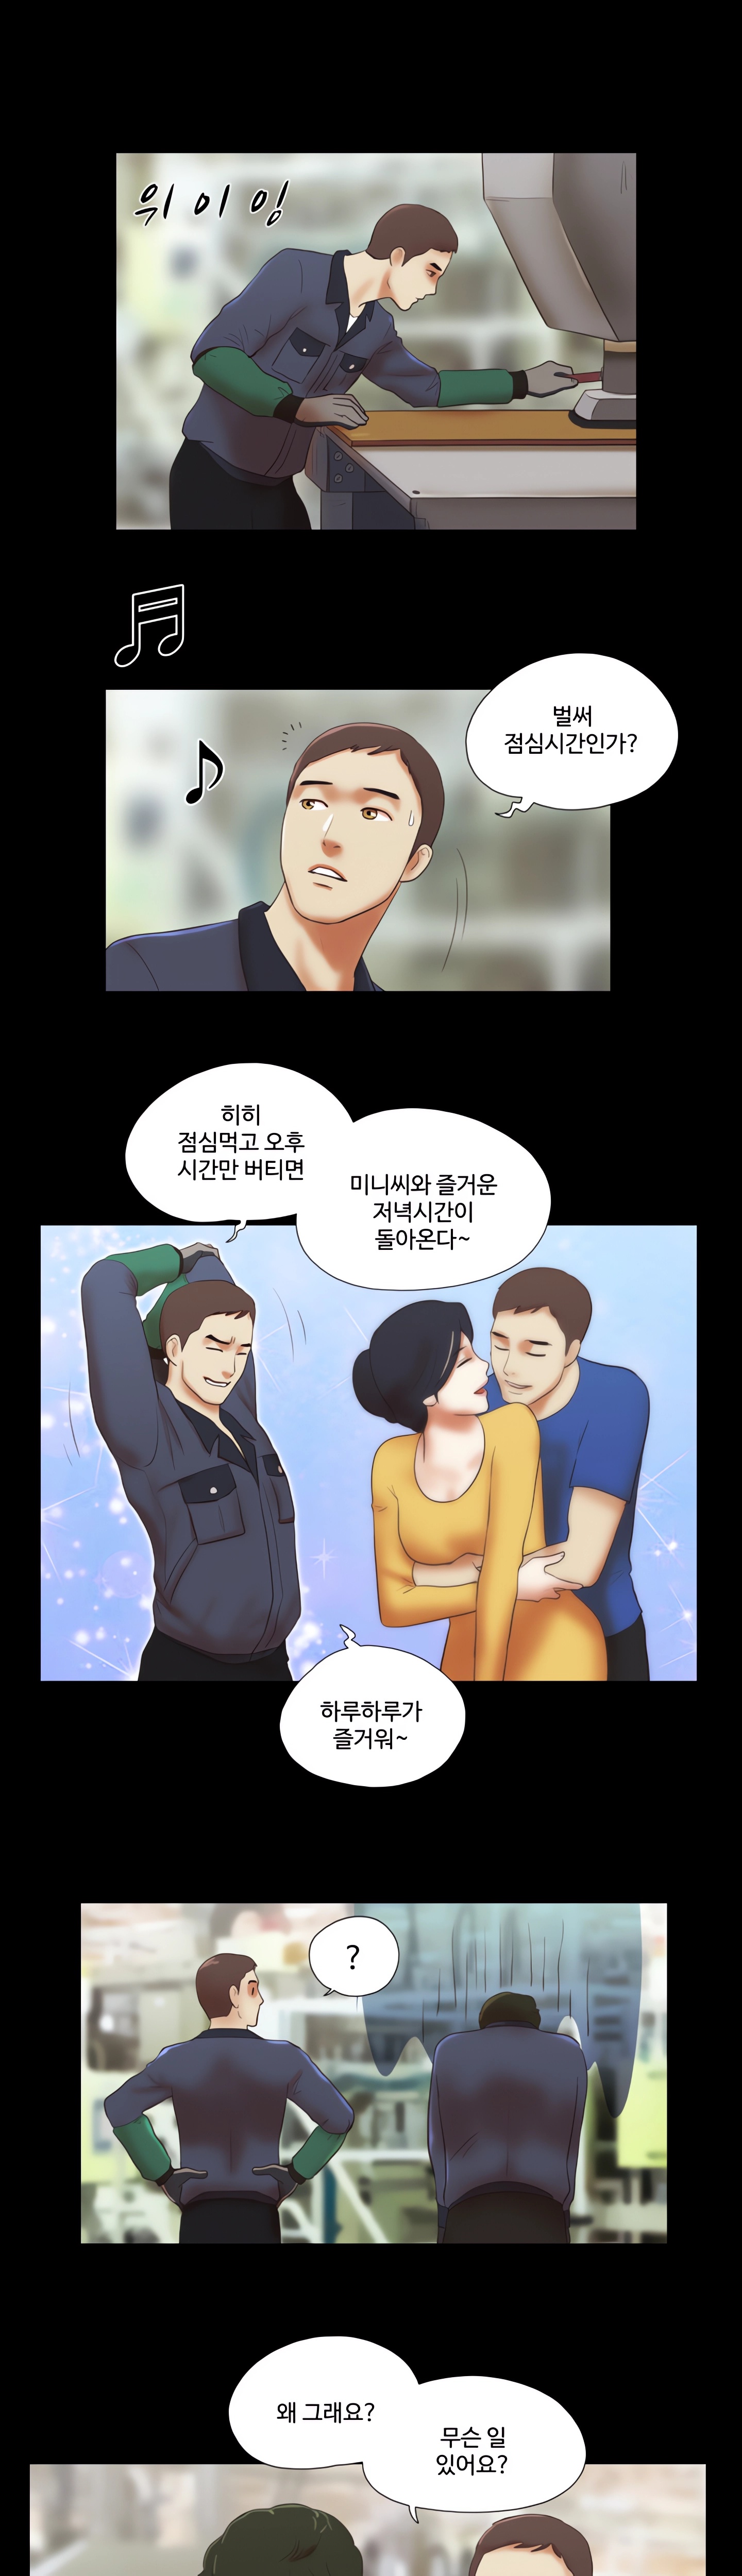 위이잉
벌써
점심시간인가?
히히
점심먹고 오후
시간만 버티면
미니씨와 즐거운
저녁시간이
돌아온다~
하루하루가
즐거워~
?
왜 그래요?
무슨 일
있어요?